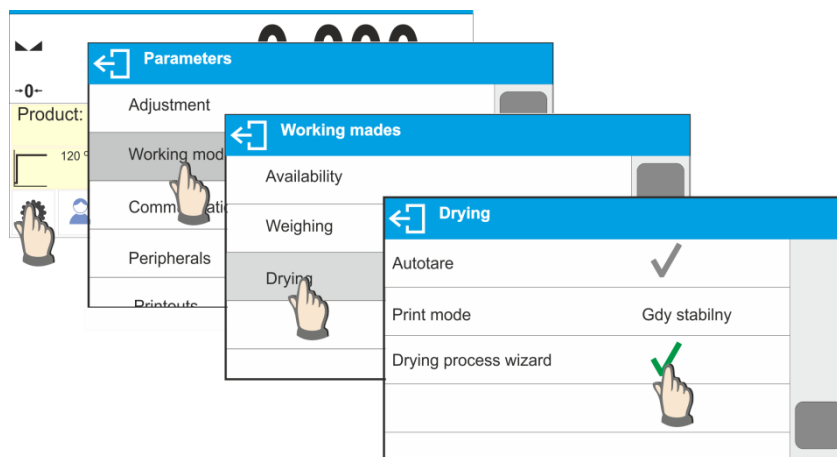 0.000
→0←
Product:
120 º
Parameters
Adjustment
Working mod
Communicatio
Peripherals
Printouts
Working mades
Availability
Weighing
Drying
Drying
Autotare
Print mode Gdy stabilny
Drying process wizard